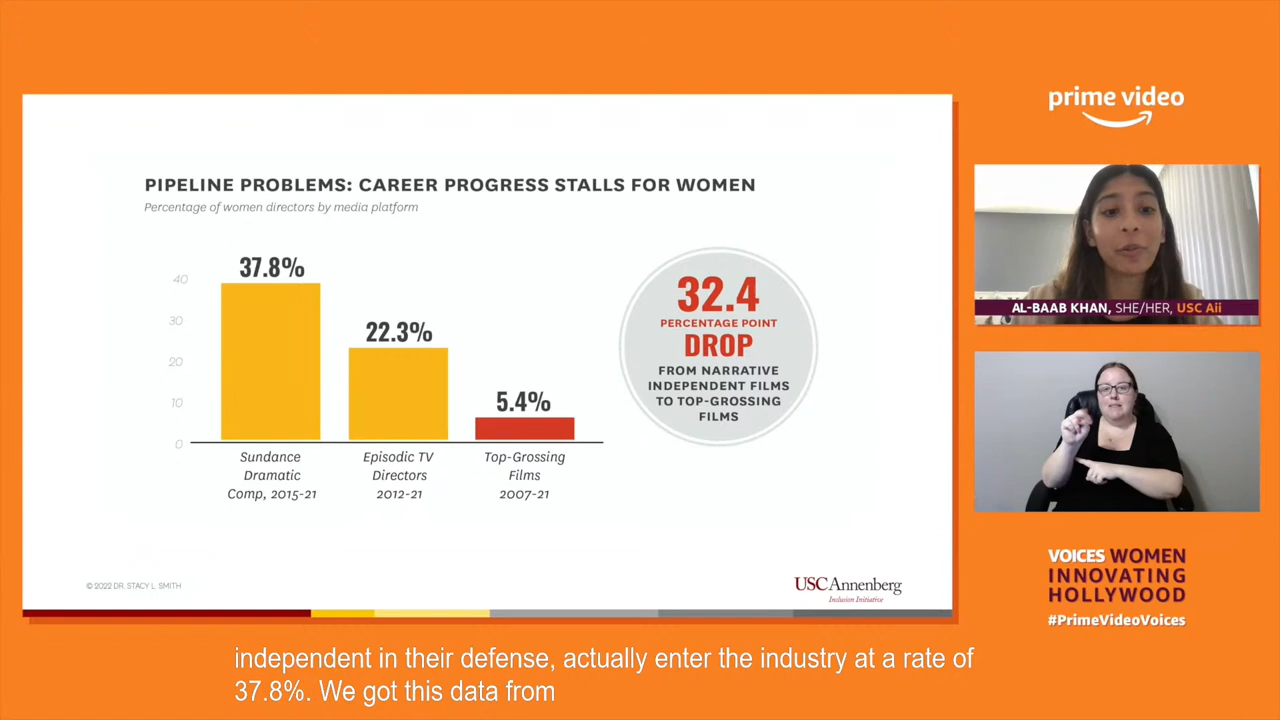 prime video
PIPELINE PROBLEMS: CAREER PROGRESS STALLS FOR WOMEN
Percentage of women directors by media platform
40
30
20
10
0
37.8%
22.3%
5.4%
Sundance
Dramatic
Comp, 2015-21
Episodic TV
Directors
2012-21
Top-Grossing
Films
2007-21
32.4
PERCENTAGE POINT
DROP
FROM NARRATIVE
INDEPENDENT FILMS
TO TOP-GROSSING
FILMS
© 2022 DR. STACY L. SMITH
USC Annenberg
Inclusion Initiative
AL-BAAB KHAN, SHE/HER, USC Aii
VOICES WOMEN
INNOVATING
HOLLYWOOD
#PrimeVideoVoices
independent in their defense, actually enter the industry at a rate of
37.8%. We got this data from